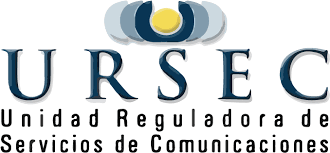 URSEC
Unidad Reguladora de
Servicios de Comunicaciones